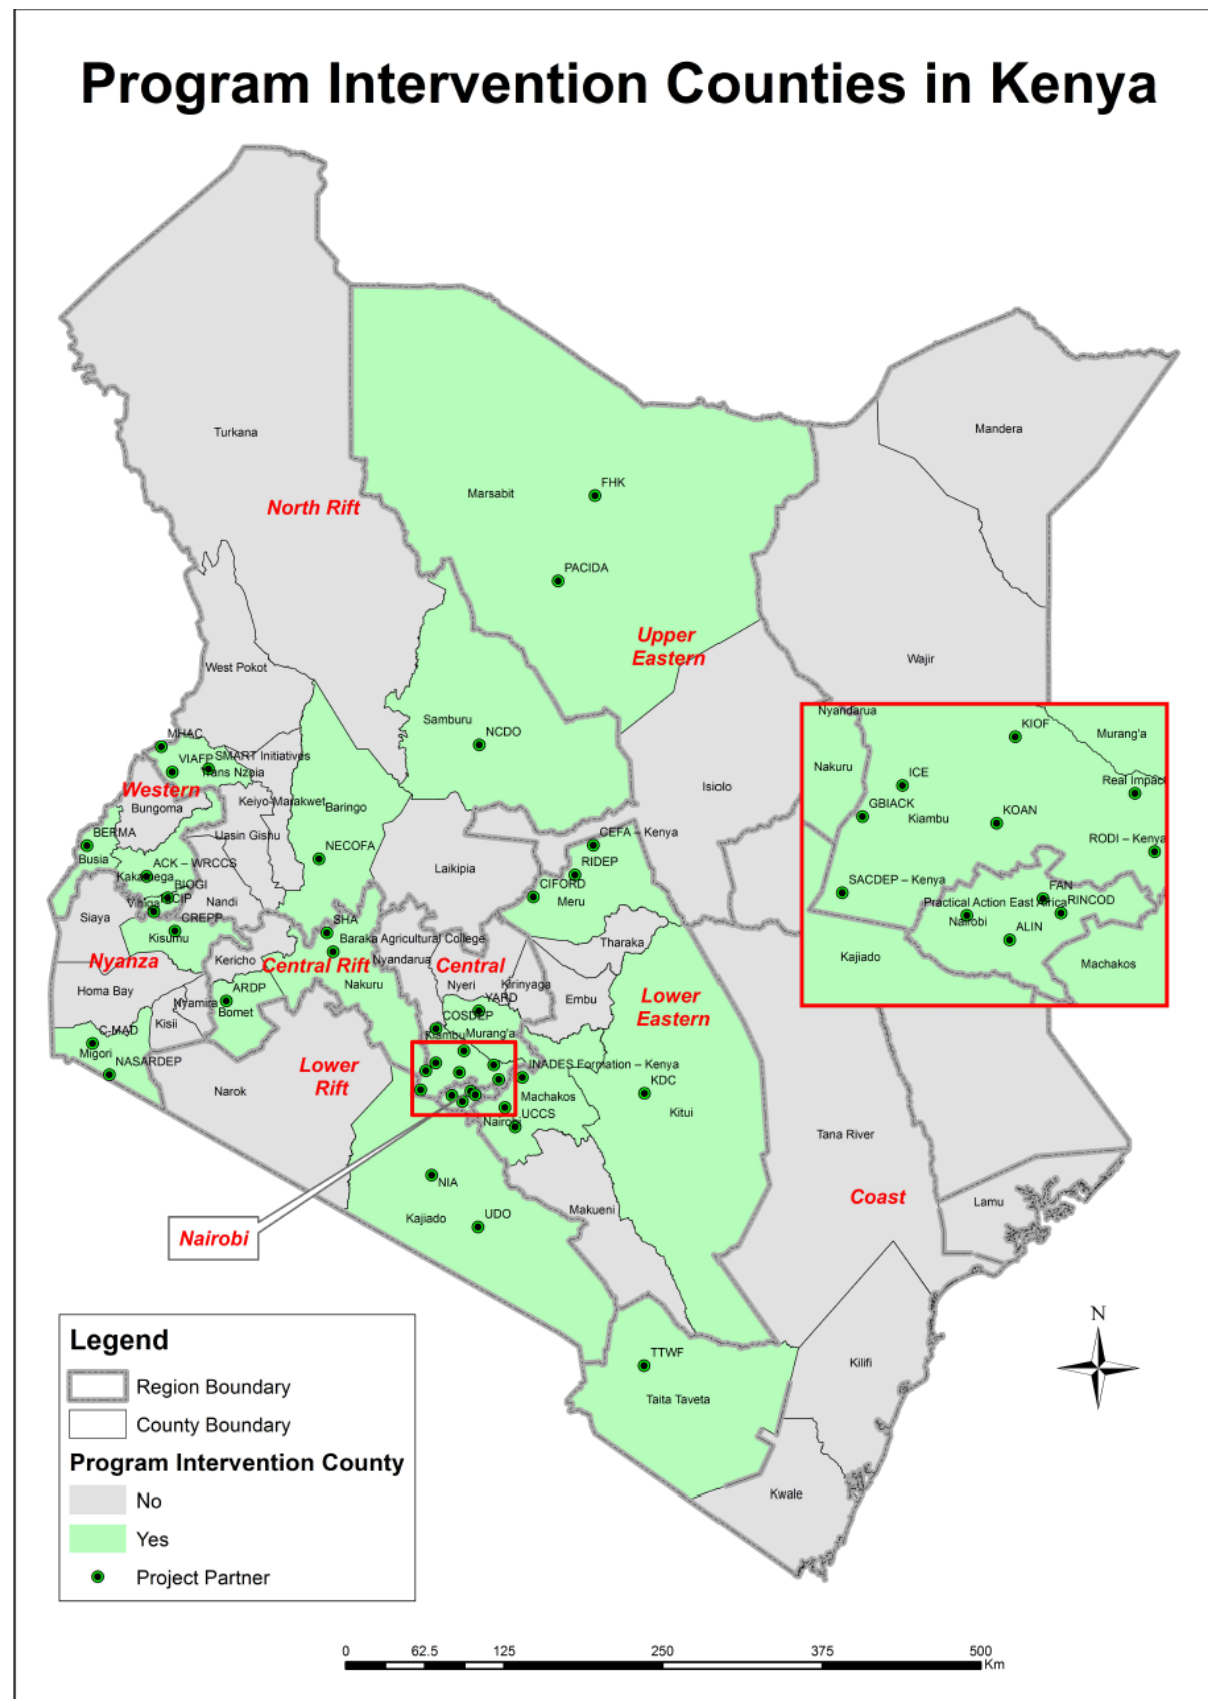 Program Intervention Counties in Kenya
Turkana
Mandera
FHK
Marsabit
North Rift
PACIDA
Upper
Eastern
Wajir
West Pokot
Samburu
NCDO
MHAC
SMART Initiatives
VIAFP
Trans Nzoia
Western
Bungoma
Keiyo-Marakwet
Baringo
Isiolo
BERMA
Uasin Gishu
Busia
NECOFA
CEFA – Kenya
RIDEP
Laikipia
ACK – WRCCS
Kakamega
BIOGI
Vihiga
Nandi
CIFORD
Meru
Siaya
CREPP
Kisumu
SHA
Baraka Agricultural College
Tharaka
Nyanza
Kericho
Central Rift
Nyandarua
Central
Homa Bay
Nyamira
ARDP
Bomet
Nakuru
Nyeri
Kirinyaga
Embu
Lower
Eastern
Kisii
YARD
COSDEP
C-MAD
Migori
Kiambu
Murang'a
NASARDEP
Lower
Rift
INADES Formation – Kenya
KDC
Narok
Machakos
Kitui
UCCS
Nairobi
Tana River
NIA
Kajiado
UDO
Makueni
Coast
Lamu
Nairobi
TTWF
Taita Taveta
Kilifi
Kwale
Nyandarua
KIOF
Murang'a
Nakuru
ICE
Real Impact
GBIACK
Kiambu
KOAN
RODI – Kenya
SACDEP – Kenya
FAN
Practical Action East Africa
RINCOD
Nairobi
ALIN
Kajiado
Machakos
N
Legend
Region Boundary
County Boundary
Program Intervention County
No
Yes
Project Partner
0 62.5 125 250 375 500
Km